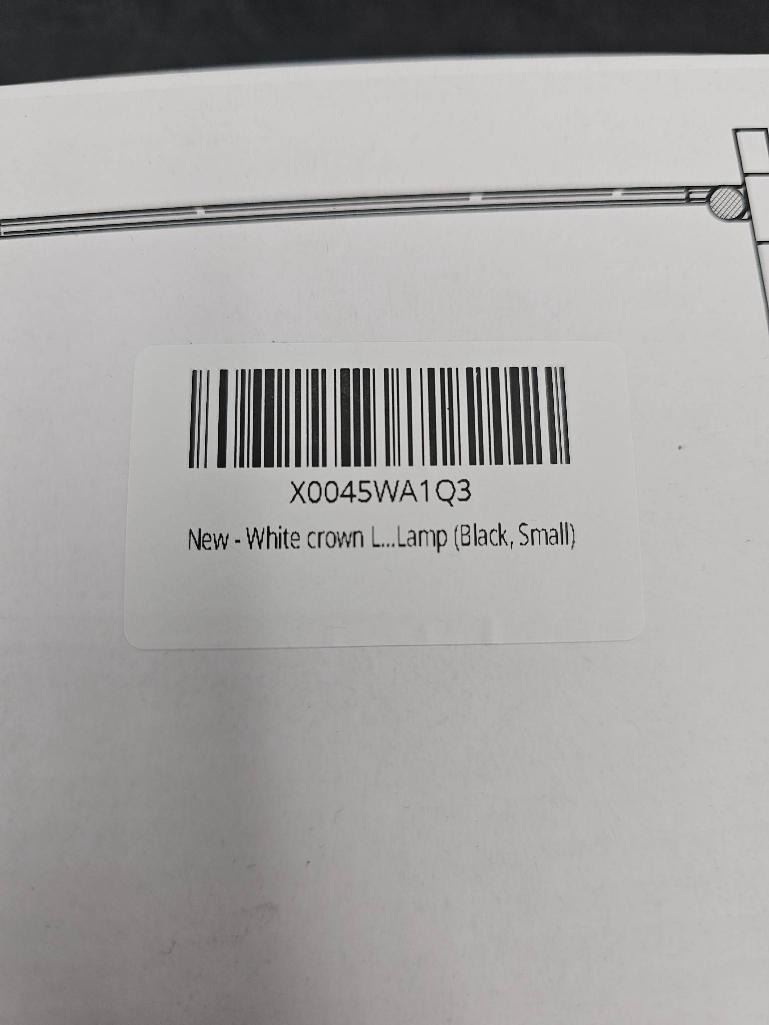 X0045WA1Q3
New - White crown L...Lamp (Black, Small)